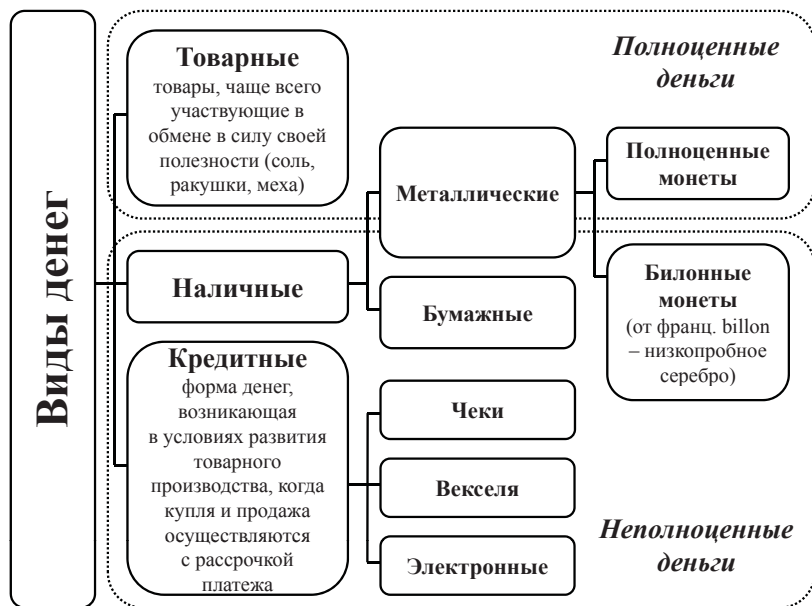 Виды денег
Товарные
товары, чаще всего
участвующие в
обмене в силу своей
полезности (соль,
ракушки, меха)
Полноценные
деньги
Металлические
Полноценные
монеты
Наличные
Бумажные
Билонные
монеты
(от франц. billon
– низкопробное
серебро)
Кредитные
форма денег,
возникающая
в условиях развития
товарного
производства, когда
купля и продажа
осуществляются
с рассрочкой
платежа
Чеки
Векселя
Электронные
Неполноценные
деньги